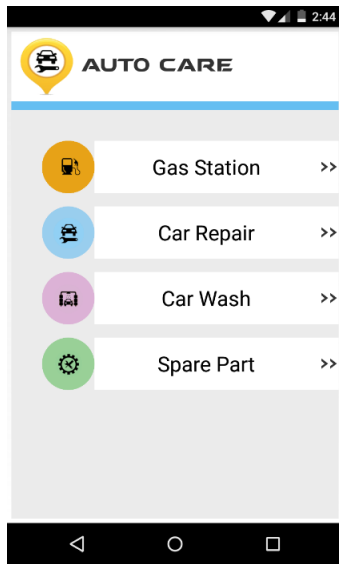 2:44
AUTO CARE
Gas Station >>
Car Repair >>
Car Wash >>
Spare Part >>